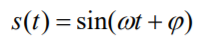 s(t) = sin(ωt + φ)